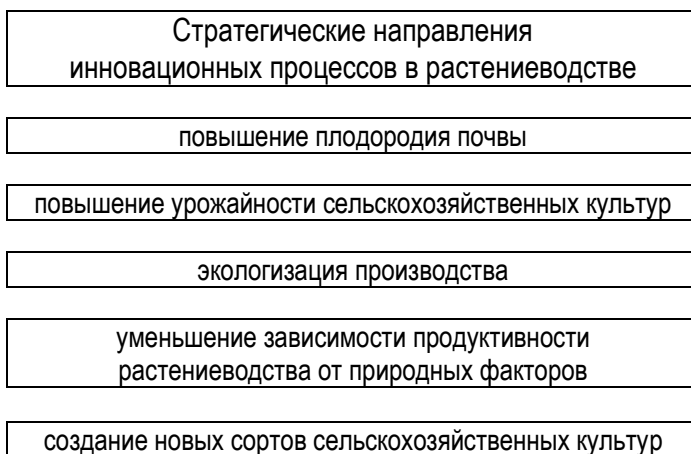 Стратегические направления
инновационных процессов в растениеводстве
повышение плодородия почвы
повышение урожайности сельскохозяйственных культур
экологизация производства
уменьшение зависимости продуктивности
растениеводства от природных факторов
создание новых сортов сельскохозяйственных культур